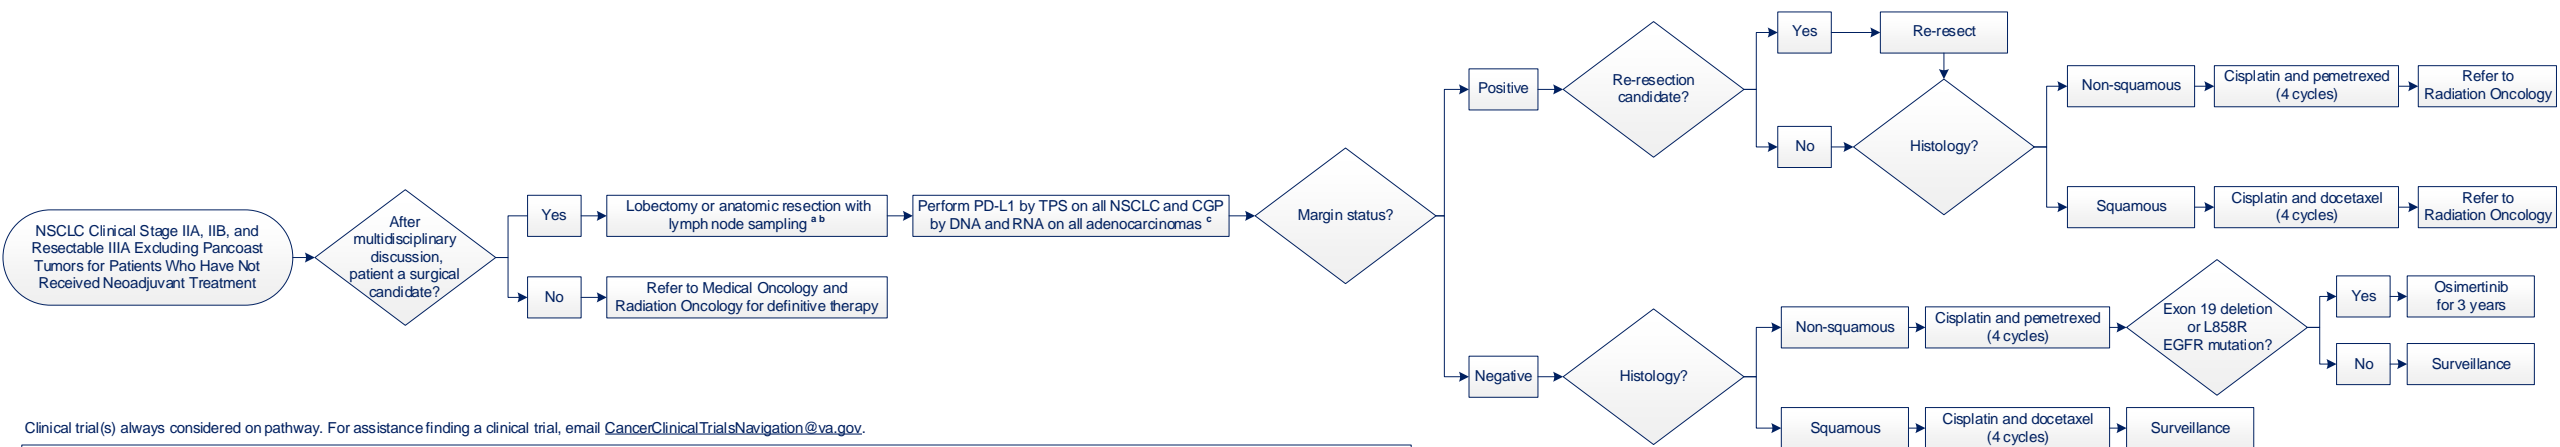 NSCLC Clinical Stage IIA, IIB, and
Resectable IIIA Excluding Pancoast
Tumors for Patients Who Have Not
Received Neoadjuvant Treatment
After
multidisciplinary
discussion,
patient a surgical
candidate?
Yes
Lobectomy or anatomic resection with
lymph node sampling a b
No
Refer to Medical Oncology and
Radiation Oncology for definitive therapy
Perform PD-L1 by TPS on all NSCLC and CGP
by DNA and RNA on all adenocarcinomas c
Margin status?
Positive
Re-resection
candidate?
Yes
Re-resect
No
Histology?
Non-squamous
Cisplatin and pemetrexed
(4 cycles)
Refer to
Radiation Oncology
Squamous
Cisplatin and docetaxel
(4 cycles)
Refer to
Radiation Oncology
Negative
Histology?
Non-squamous
Cisplatin and pemetrexed
(4 cycles)
Exon 19 deletion
or L858R
EGFR mutation?
Yes
Osimertinib
for 3 years
No
Surveillance
Squamous
Cisplatin and docetaxel
(4 cycles)
Surveillance
Clinical trial(s) always considered on pathway. For assistance finding a clinical trial, email CancerClinicalTrialsNavigation@va.gov.